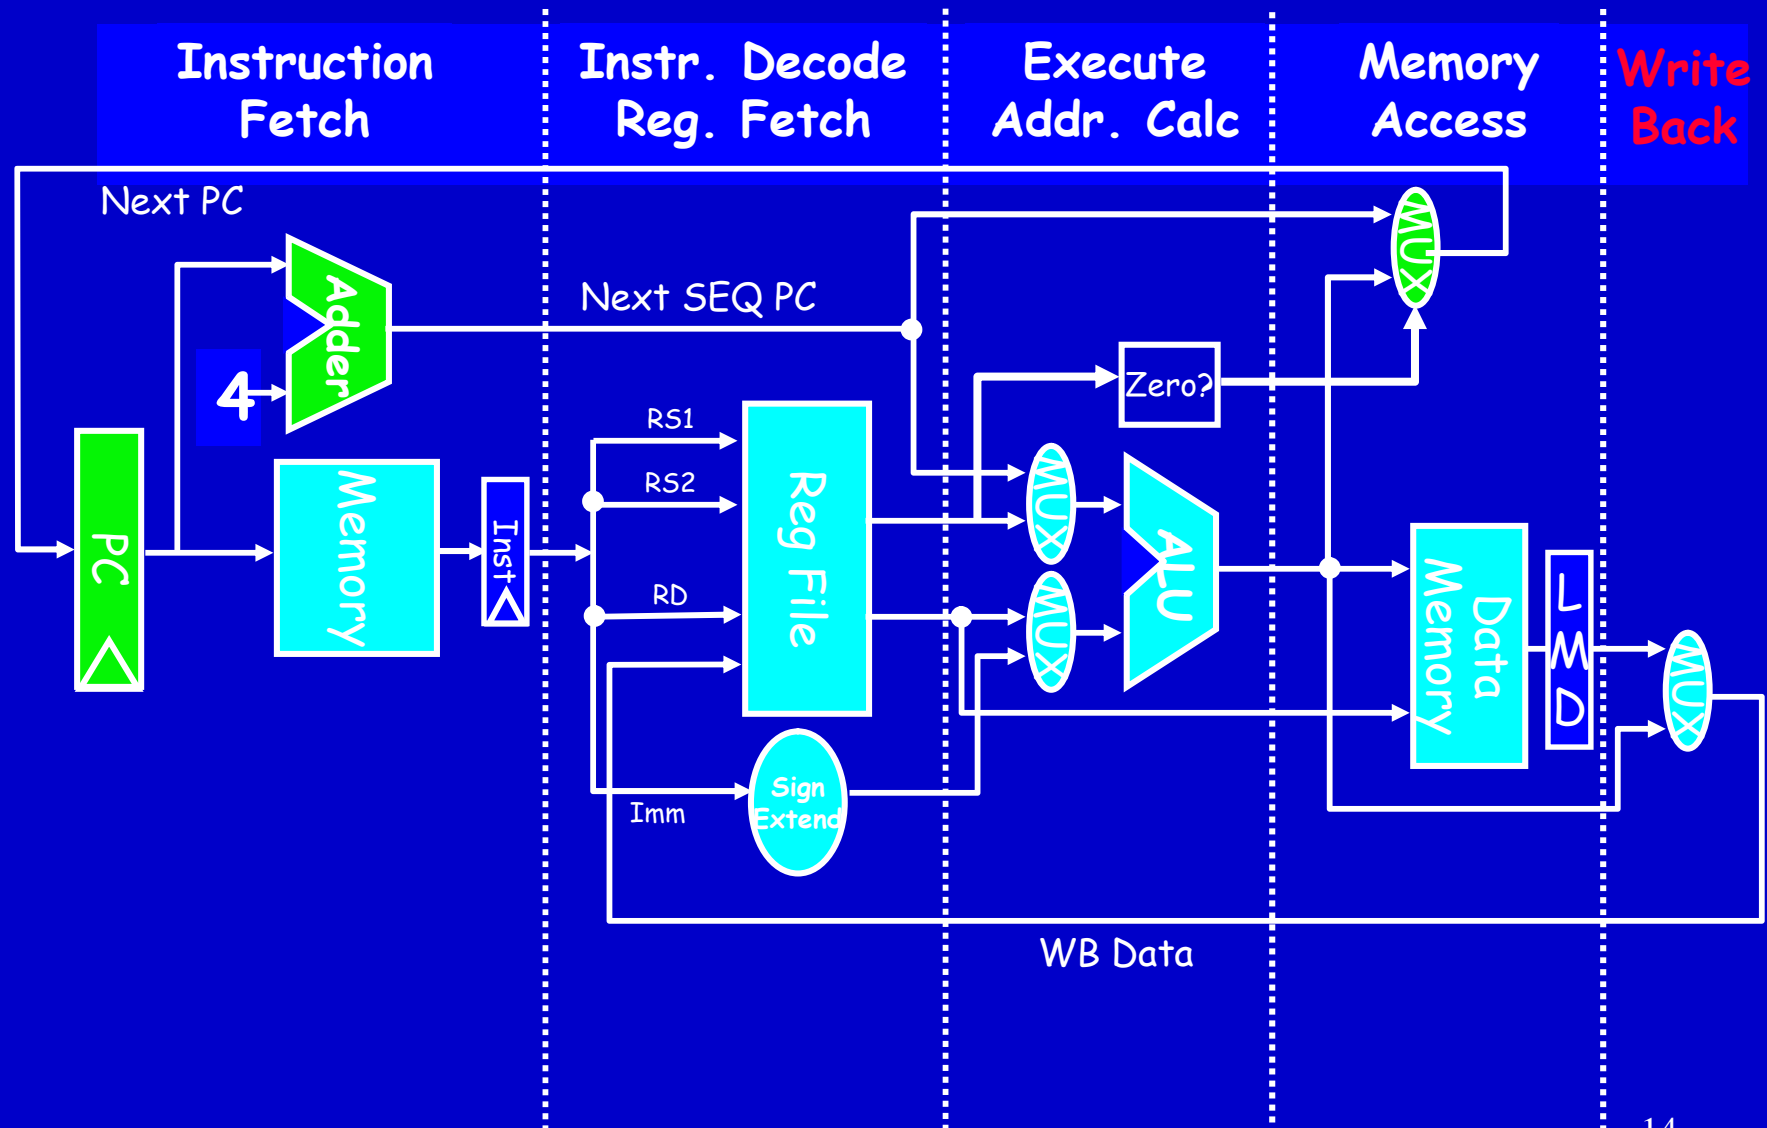 Instruction
Fetch
Instr. Decode
Reg. Fetch
Execute
Addr. Calc
Memory
Access
Write
Back
Next PC
Adder
4
Next SEQ PC
MUX
Zero?
PC
Memory
Inst
RS1
RS2
RD
Imm
Reg File
Sign
Extend
MUX
MUX
ALU
Data
Memory
L
M
D
MUX
WB Data
14